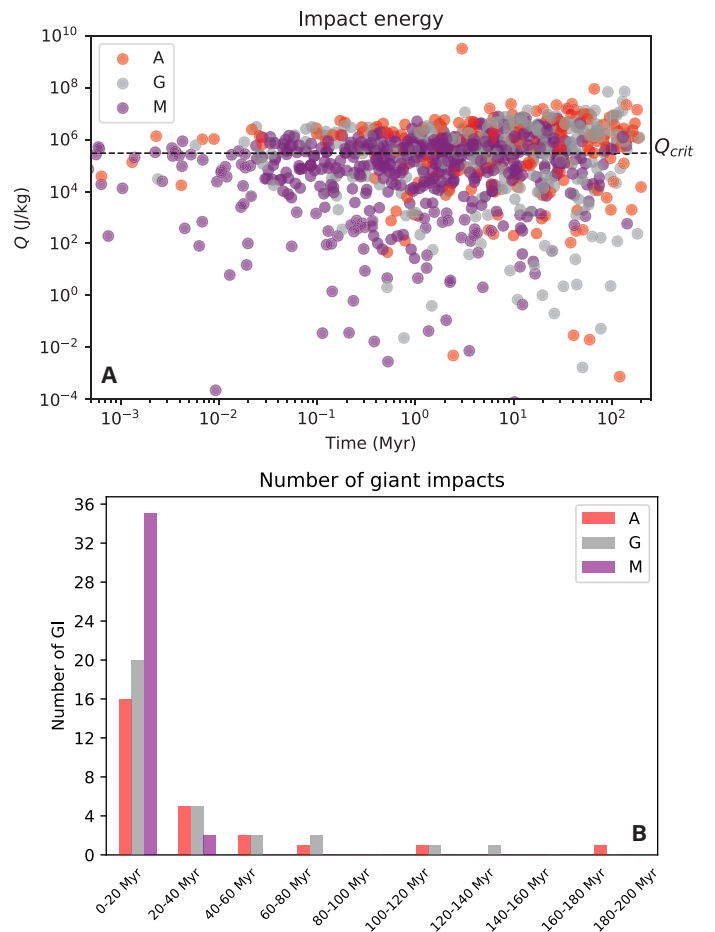 Impact energy
10^10
10^8
10^6
10^4
10^2
10^0
10^−2
10^−4
Q (J/kg)
A
G
M
Q_crit
A
10^−3 10^−2 10^−1 10^0 10^1 10^2
Time (Myr)
Number of giant impacts
36
32
28
24
20
16
12
8
4
0
Number of GI
A
G
M
B
0-20 Myr
20-40 Myr
40-60 Myr
60-80 Myr
80-100 Myr
100-120 Myr
120-140 Myr
140-160 Myr
160-180 Myr
180-200 Myr